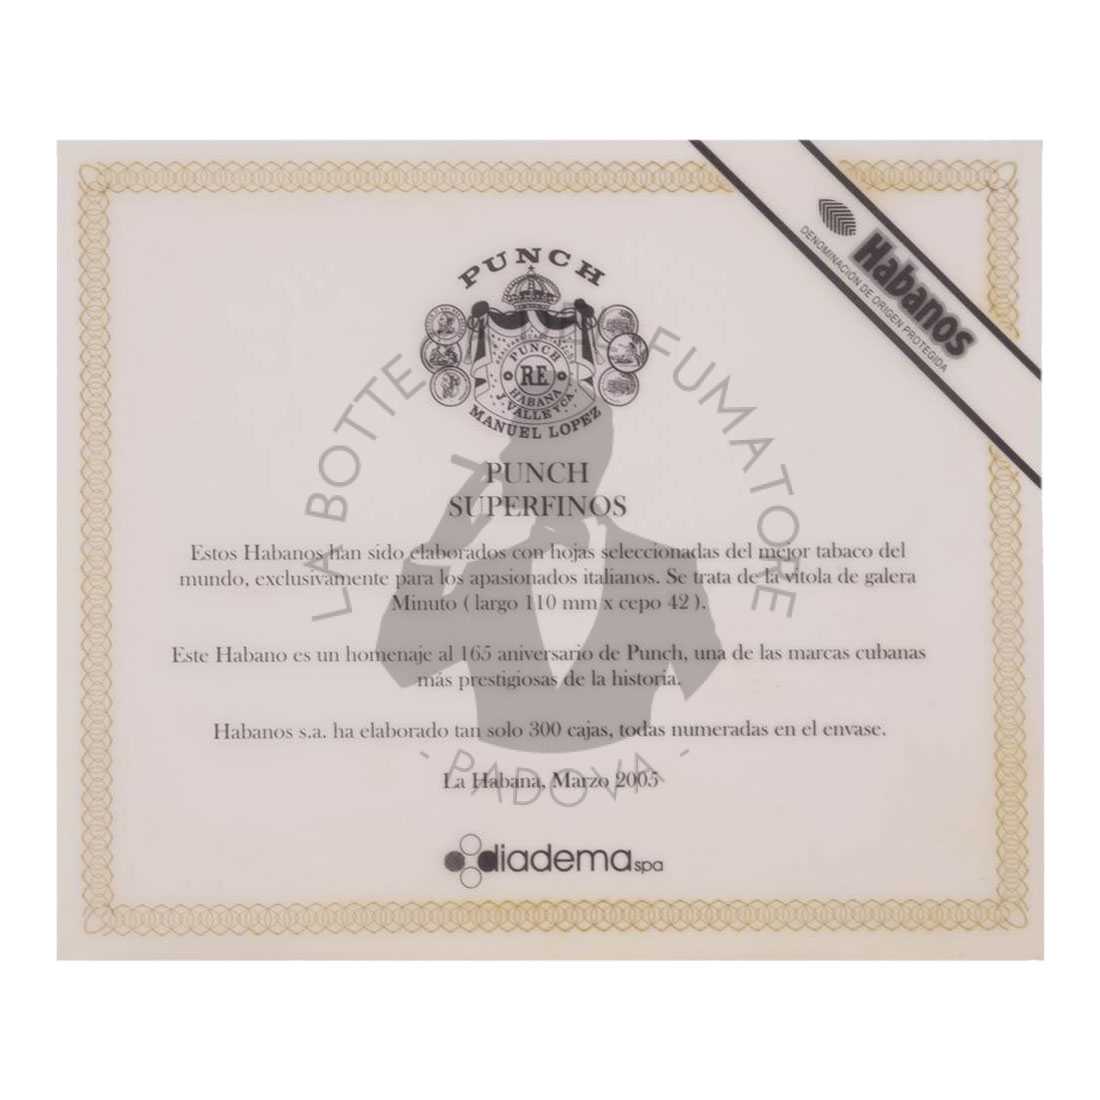 PUNCH
PUNCH
RE
HABANA
J. VALLE Y CA.
MANUEL LOPEZ
Habanos
DENOMINACIÓN DE ORIGEN PROTEGIDA
PUNCH
SUPERFINOS
Estos Habanos han sido elaborados con hojas seleccionadas del mejor tabaco del
mundo, exclusivamente para los apasionados italianos. Se trata de la vitola de galera
Minuto ( largo 110 mm x cepo 42 ).
Este Habano es un homenaje al 165 aniversario de Punch, una de las marcas cubanas
más prestigiosas de la historia.
Habanos s.a. ha elaborado tan solo 300 cajas, todas numeradas en el envase.
La Habana, Marzo 2005
diadema spa
LA BOTTE FUMATORE
- PADOVA -